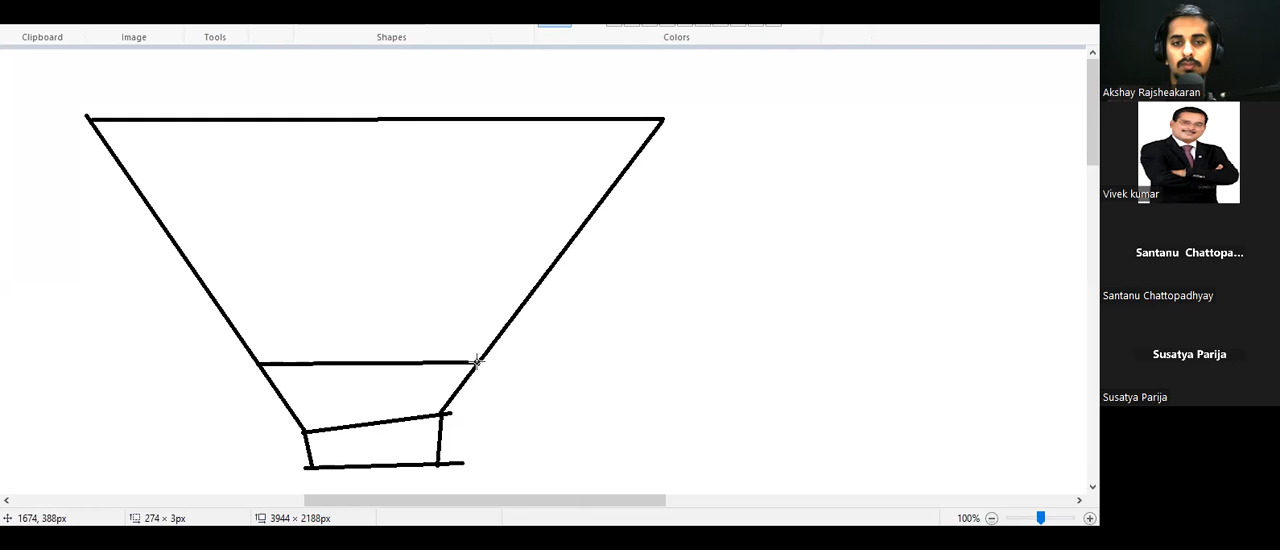 Clipboard
Image
Tools
Shapes
Colors
Akshay Rajsheakaran
Vivek kumar
Santanu Chattopa...
Santanu Chattopadhyay
Susatya Parija
Susatya Parija
1674, 388px
274 × 3px
3944 × 2188px
100%